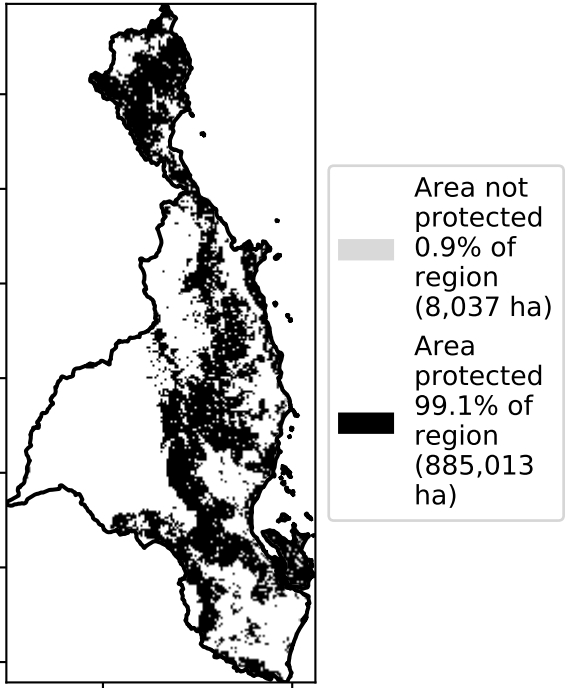 Area not
protected
0.9% of
region
(8,037 ha)
Area
protected
99.1% of
region
(885,013
ha)